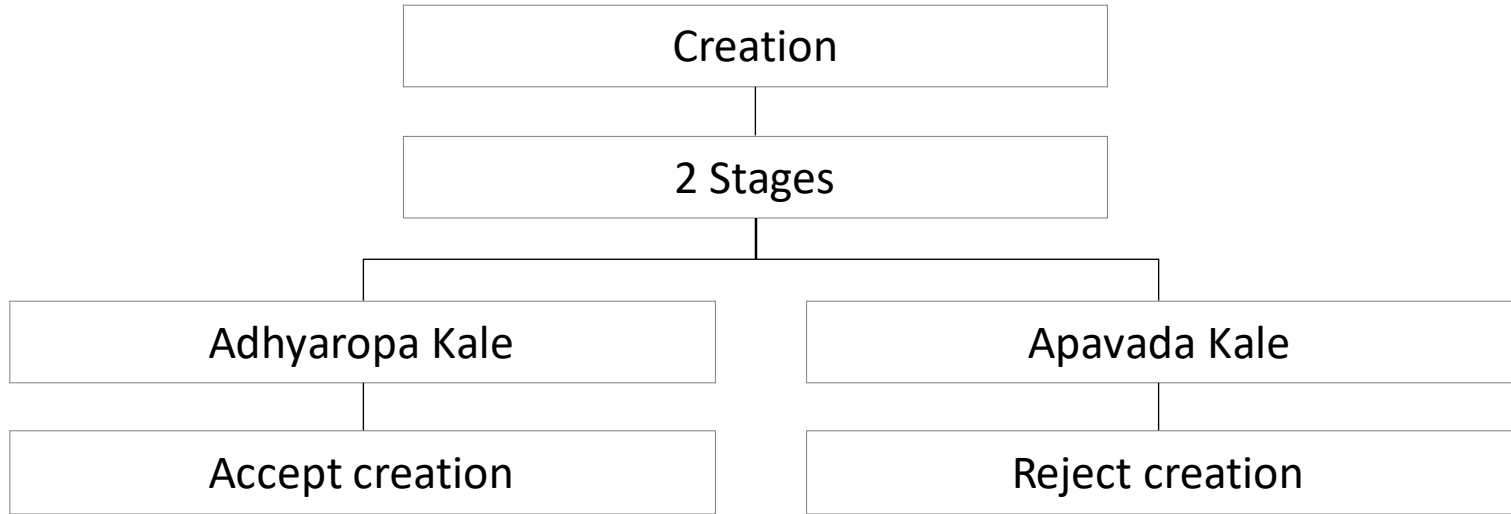 Creation
2 Stages
Adhyaropa Kale
Apavada Kale
Accept creation
Reject creation